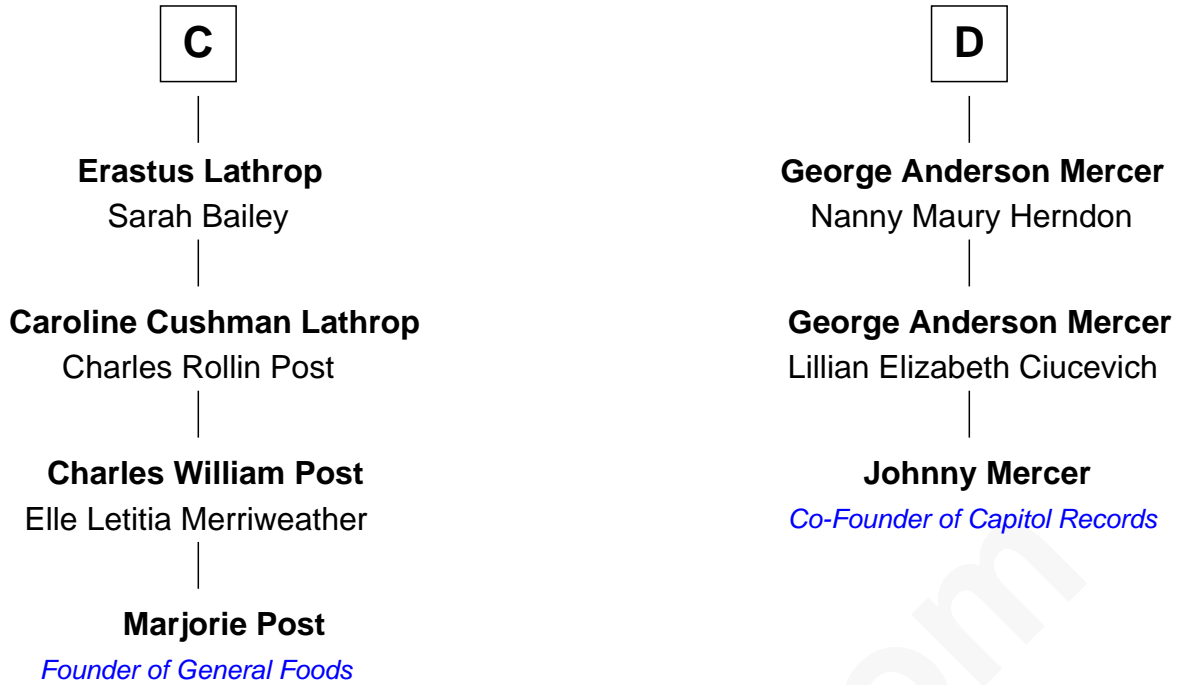 C
Erastus Lathrop
Sarah Bailey
Caroline Cushman Lathrop
Charles Rollin Post
Charles William Post
Elle Letitia Merriweather
Marjorie Post
Founder of General Foods
D
George Anderson Mercer
Nanny Maury Herndon
George Anderson Mercer
Lillian Elizabeth Ciucevich
Johnny Mercer
Co-Founder of Capitol Records
om